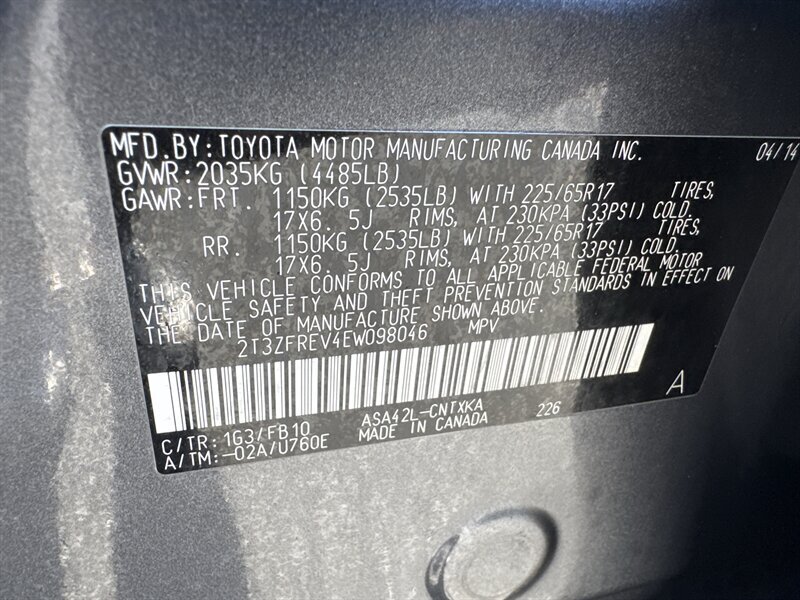 MFD. BY: TOYOTA MOTOR MANUFACTURING CANADA INC. 04/14
GVWR: 2035KG (4485LB)
GAWR: FRT. 1150KG (2535LB) WITH 225/65R17 TIRES,
17X6. 5J RIMS, AT 230KPA (33PSI) COLD.
RR. 1150KG (2535LB) WITH 225/65R17 TIRES,
17X6. 5J RIMS, AT 230KPA (33PSI) COLD.
THIS VEHICLE CONFORMS TO ALL APPLICABLE FEDERAL MOTOR
VEHICLE SAFETY AND THEFT PREVENTION STANDARDS IN EFFECT ON
THE DATE OF MANUFACTURE SHOWN ABOVE.
2T3ZFREV4EW098046 MPV
A
C/TR: 1G3/FB10 ASA42L-CNTXKA 226
A/TM: -02A/U760E MADE IN CANADA